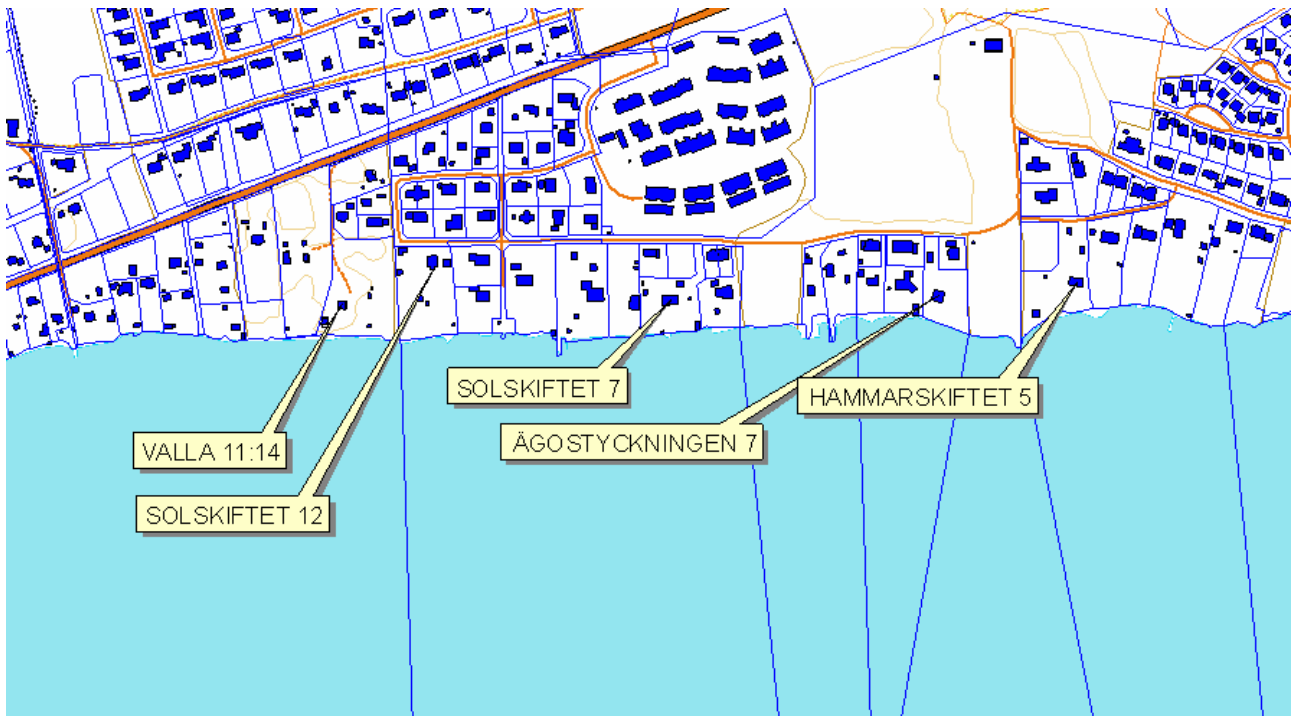 SOLSKIFTET 7
HAMMARSKIFTET 5
VALLA 11:14
ÄGOSTYCKNINGEN 7
SOLSKIFTET 12